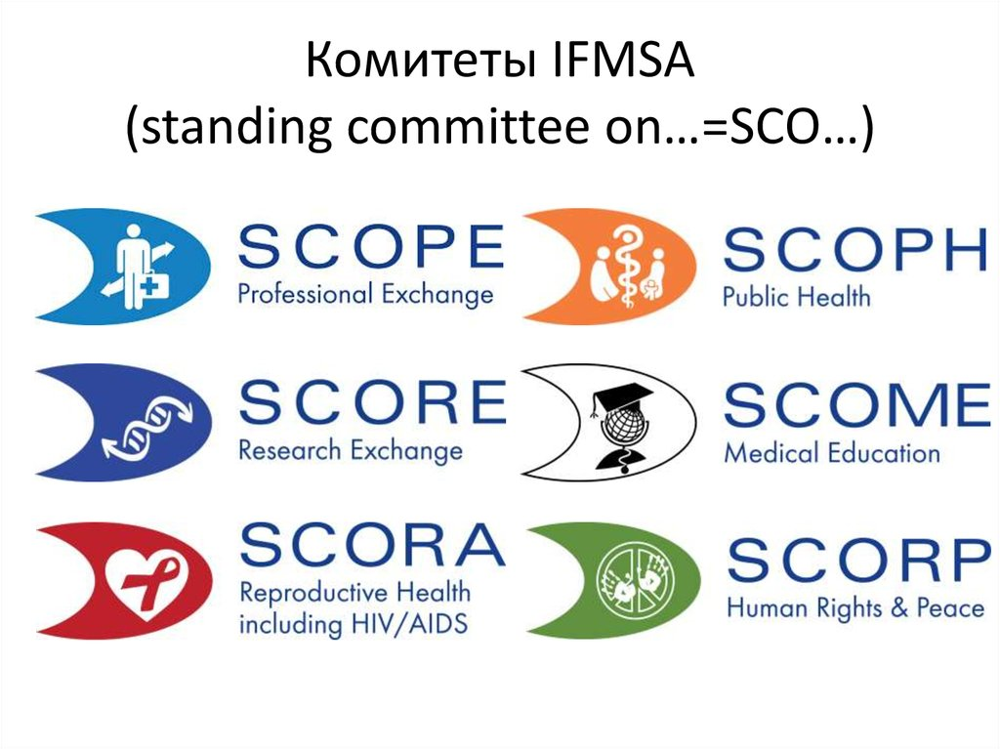 Комитеты IFMSA
(standing committee on…=SCO…)
SCOPE
Professional Exchange
SCOPH
Public Health
SCORE
Research Exchange
SCOME
Medical Education
SCORA
Reproductive Health
including HIV/AIDS
SCORP
Human Rights & Peace